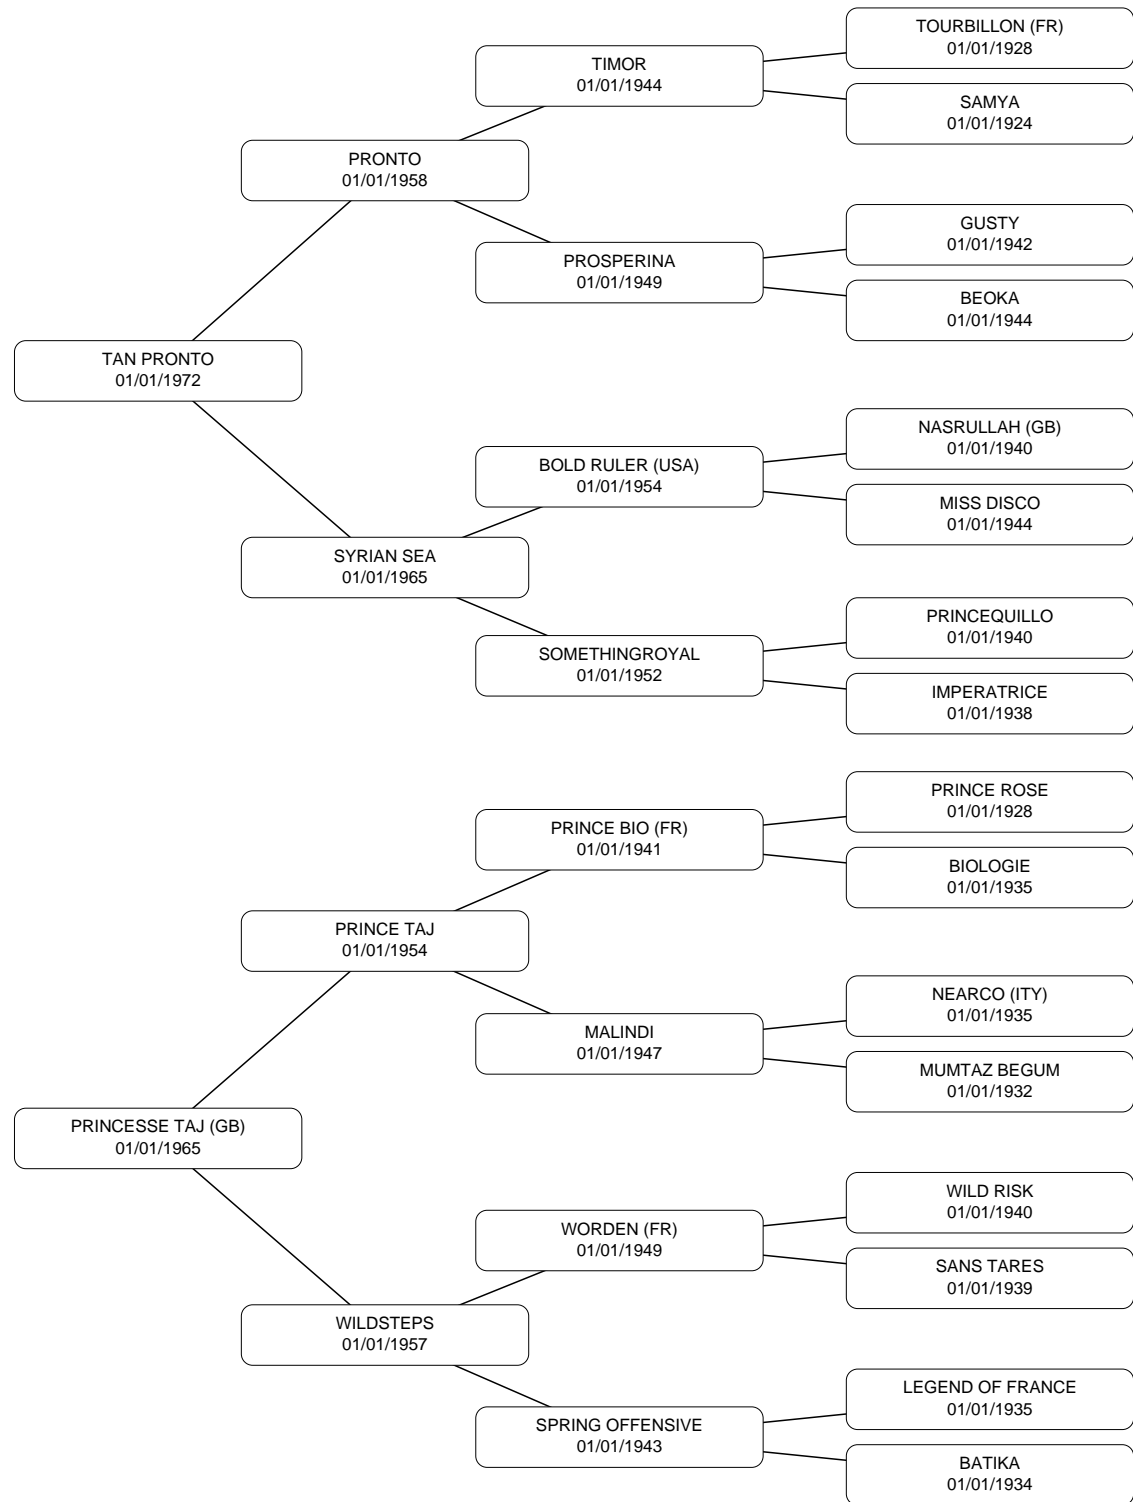 TOURBILLON (FR)
01/01/1928
TIMOR
01/01/1944
SAMYA
01/01/1924
PRONTO
01/01/1958
GUSTY
01/01/1942
PROSPERINA
01/01/1949
BEOKA
01/01/1944
TAN PRONTO
01/01/1972
NASRULLAH (GB)
01/01/1940
BOLD RULER (USA)
01/01/1954
MISS DISCO
01/01/1944
SYRIAN SEA
01/01/1965
PRINCEQUILLO
01/01/1940
SOMETHINGROYAL
01/01/1952
IMPERATRICE
01/01/1938
PRINCE ROSE
01/01/1928
PRINCE BIO (FR)
01/01/1941
BIOLOGIE
01/01/1935
PRINCE TAJ
01/01/1954
NEARCO (ITY)
01/01/1935
MALINDI
01/01/1947
MUMTAZ BEGUM
01/01/1932
PRINCESSE TAJ (GB)
01/01/1965
WILD RISK
01/01/1940
WORDEN (FR)
01/01/1949
SANS TARES
01/01/1939
WILDSTEPS
01/01/1957
LEGEND OF FRANCE
01/01/1935
SPRING OFFENSIVE
01/01/1943
BATIKA
01/01/1934